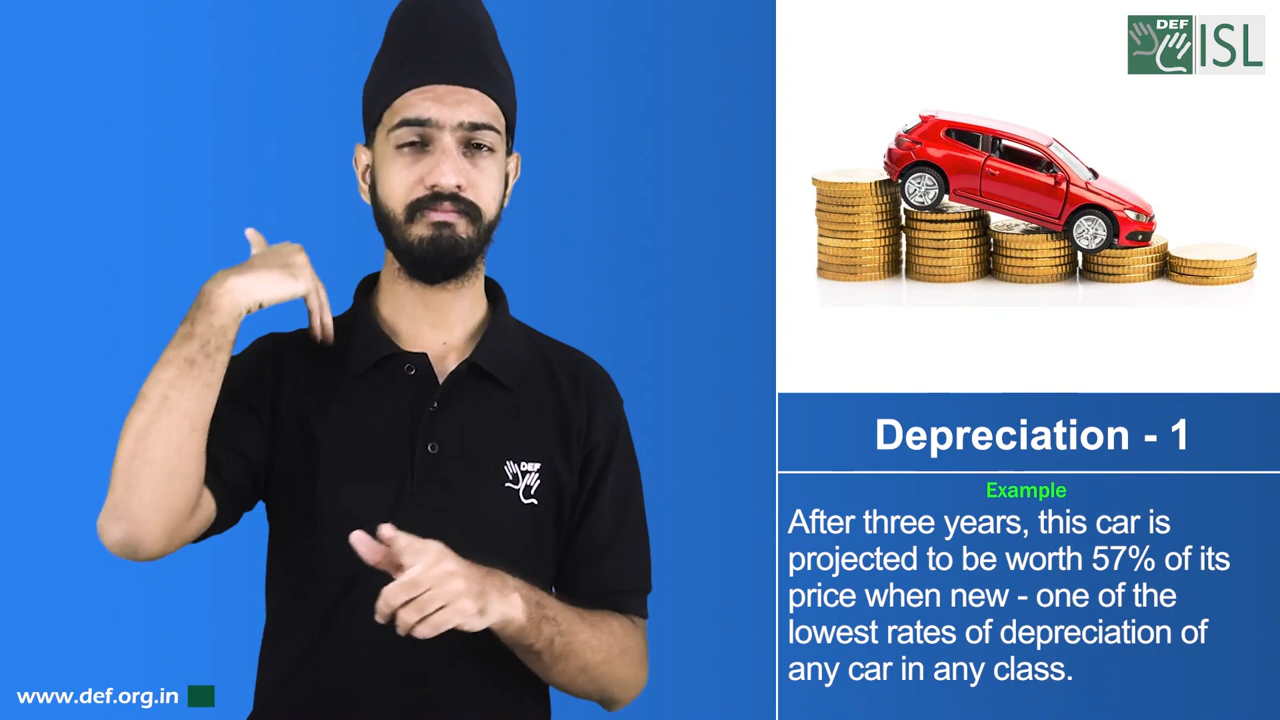 DEF
ISL
Depreciation - 1
Example
After three years, this car is
projected to be worth 57% of its
price when new - one of the
lowest rates of depreciation of
any car in any class.
DEF
www.def.org.in